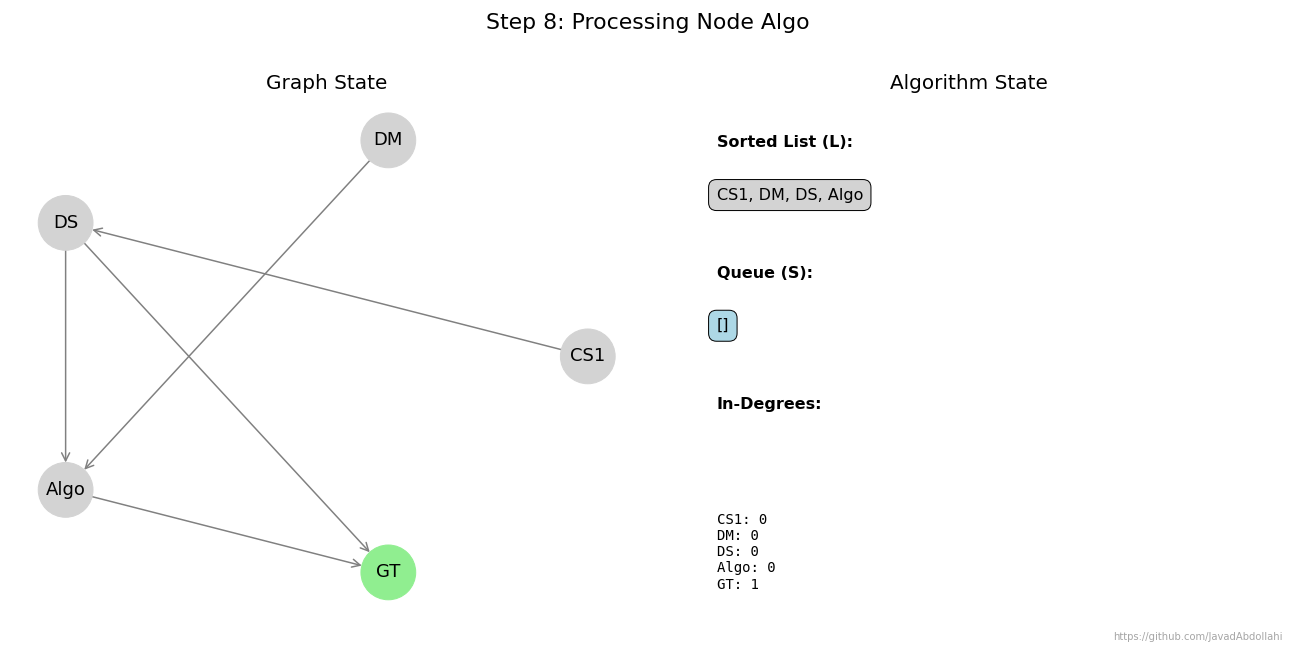 Step 8: Processing Node Algo
Graph State
DM
DS
CS1
Algo
GT
Algorithm State
Sorted List (L):
CS1, DM, DS, Algo
Queue (S):
[]
In-Degrees:
CS1: 0
DM: 0
DS: 0
Algo: 0
GT: 1
https://github.com/JavadAbdollahi